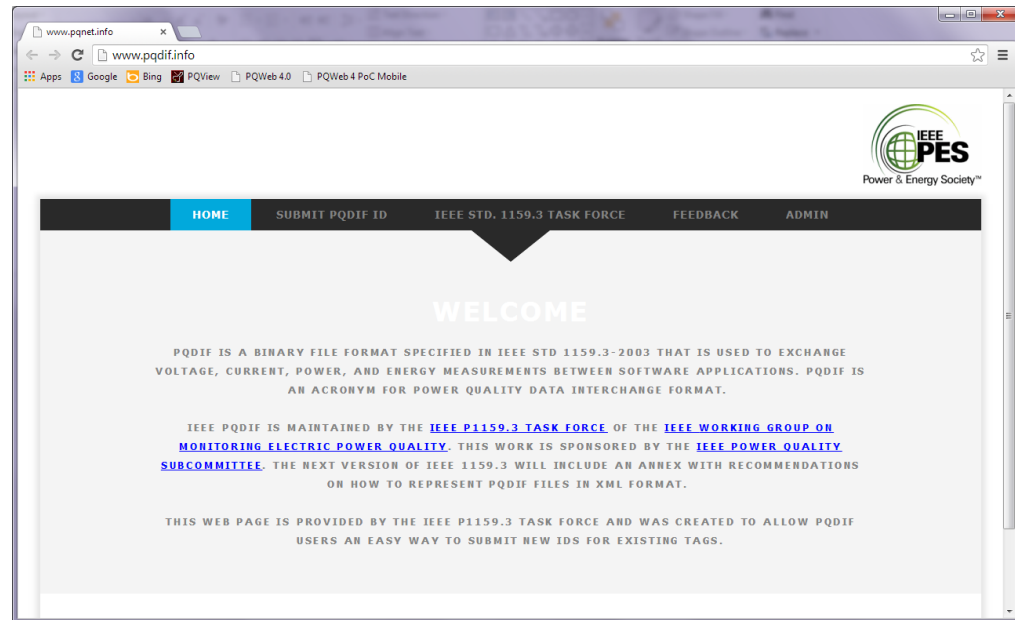 www.pqnet.info
www.pqdif.info
Apps Google Bing PQView PQWeb 4.0 PQWeb 4 PoC Mobile
IEEE
PES
Power & Energy Society™
HOME SUBMIT PQDIF ID IEEE STD. 1159.3 TASK FORCE FEEDBACK ADMIN
WELCOME
PQDIF IS A BINARY FILE FORMAT SPECIFIED IN IEEE STD 1159.3-2003 THAT IS USED TO EXCHANGE
VOLTAGE, CURRENT, POWER, AND ENERGY MEASUREMENTS BETWEEN SOFTWARE APPLICATIONS. PQDIF IS
AN ACRONYM FOR POWER QUALITY DATA INTERCHANGE FORMAT.
IEEE PQDIF IS MAINTAINED BY THE IEEE P1159.3 TASK FORCE OF THE IEEE WORKING GROUP ON
MONITORING ELECTRIC POWER QUALITY. THIS WORK IS SPONSORED BY THE IEEE POWER QUALITY
SUBCOMMITTEE. THE NEXT VERSION OF IEEE 1159.3 WILL INCLUDE AN ANNEX WITH RECOMMENDATIONS
ON HOW TO REPRESENT PQDIF FILES IN XML FORMAT.
THIS WEB PAGE IS PROVIDED BY THE IEEE P1159.3 TASK FORCE AND WAS CREATED TO ALLOW PQDIF
USERS AN EASY WAY TO SUBMIT NEW IDS FOR EXISTING TAGS.